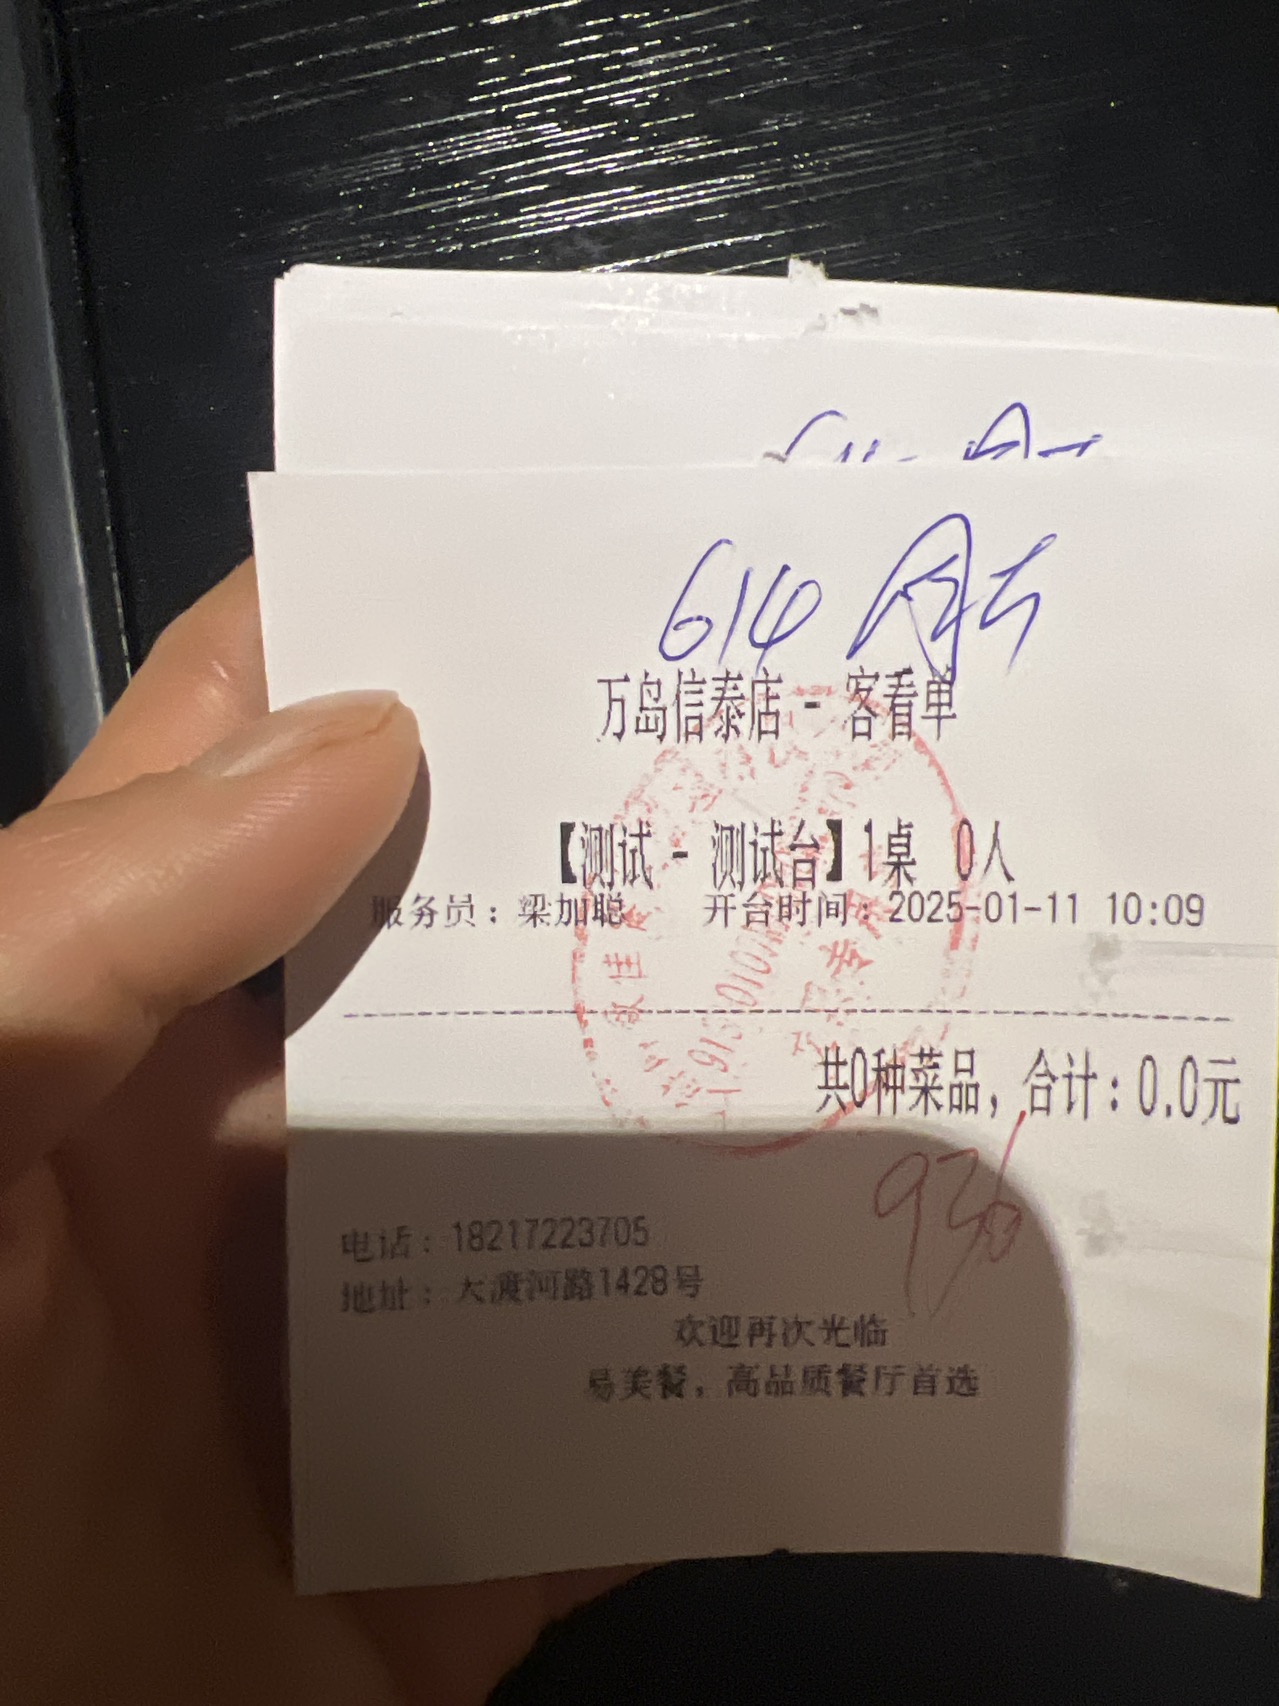 614
万岛信泰店 - 客看单
【测试 - 测试台】1桌 0人
服务员：梁加聪 开台时间：2025-01-11 10:09
共0种菜品，合计：0.0元
936
电话：18217223705
地址：大渡河路1428号
欢迎再次光临
易美餐，高品质餐厅首选